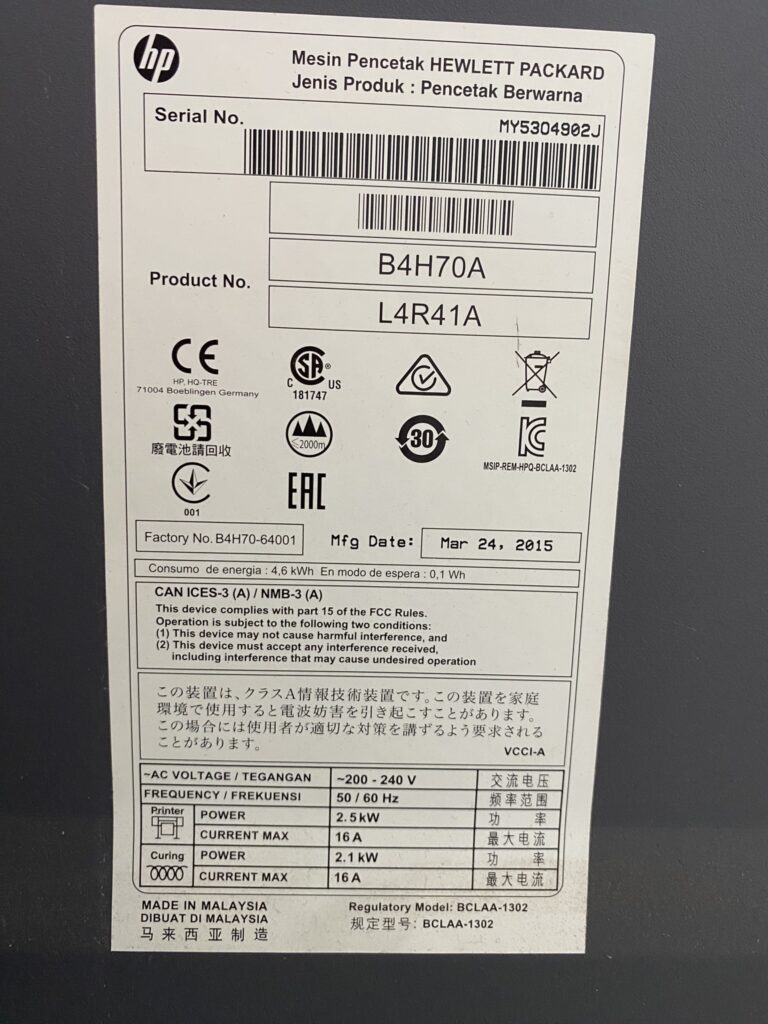 hp
Mesin Pencetak HEWLETT PACKARD
Jenis Produk : Pencetak Berwarna
Serial No.
MY5304902J
B4H70A
Product No.
L4R41A
CE
HP, HQ-TRE
71004 Boeblingen Germany
C SA ® US
181747
廢電池請回收
≤2000m
30
MSIP-REM-HPQ-BCLAA-1302
001
EAC
Factory No. B4H70-64001
Mfg Date:
Mar 24, 2015
Consumo de energia : 4,6 kWh En modo de espera : 0,1 Wh
CAN ICES-3 (A) / NMB-3 (A)
This device complies with part 15 of the FCC Rules.
Operation is subject to the following two conditions:
(1) This device may not cause harmful interference, and
(2) This device must accept any interference received,
including interference that may cause undesired operation
この装置は、クラスA情報技術装置です。この装置を家庭
環境で使用すると電波妨害を引き起こすことがあります。
この場合には使用者が適切な対策を講ずるよう要求される
ことがあります。
VCCI-A
~AC VOLTAGE / TEGANGAN ~200 - 240 V 交流电压
FREQUENCY / FREKUENSI 50 / 60 Hz 频率范围
Printer POWER 2.5 kW 功 率
CURRENT MAX 16 A 最大电流
Curing POWER 2.1 kW 功 率
CURRENT MAX 16 A 最大电流
MADE IN MALAYSIA
DIBUAT DI MALAYSIA
马来西亚制造
Regulatory Model: BCLAA-1302
规定型号: BCLAA-1302